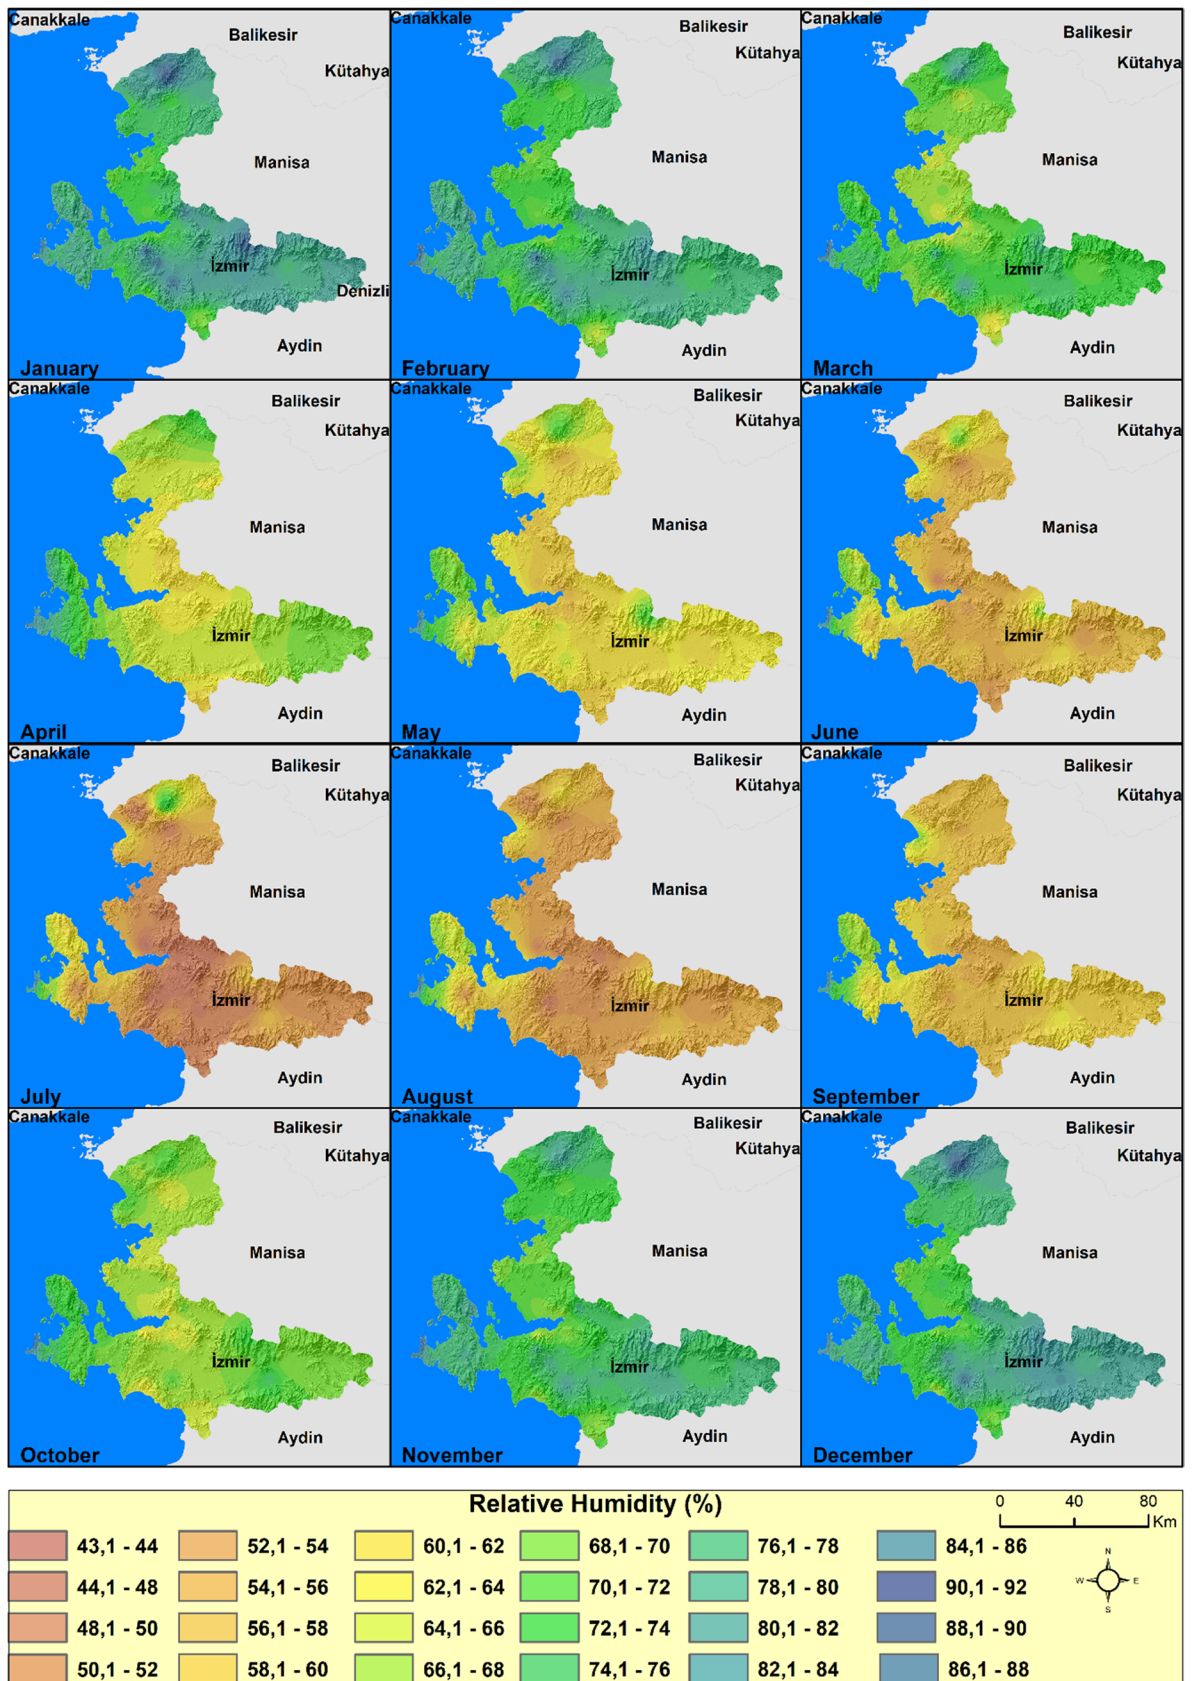 Canakkale
Balikesir
Kütahya
Manisa
İzmir
Denizli
Aydin
January
Canakkale
Balikesir
Kütahya
Manisa
İzmir
Aydin
February
Canakkale
Balikesir
Kütahya
Manisa
İzmir
Aydin
March
Canakkale
Balikesir
Kütahya
Manisa
İzmir
Aydin
April
Canakkale
Balikesir
Kütahya
Manisa
İzmir
Aydin
May
Canakkale
Balikesir
Kütahya
Manisa
İzmir
Aydin
June
Canakkale
Balikesir
Kütahya
Manisa
İzmir
Aydin
July
Canakkale
Balikesir
Kütahya
Manisa
İzmir
Aydin
August
Canakkale
Balikesir
Kütahya
Manisa
İzmir
Aydin
September
Canakkale
Balikesir
Kütahya
Manisa
İzmir
Aydin
October
Canakkale
Balikesir
Kütahya
Manisa
İzmir
Aydin
November
Canakkale
Balikesir
Kütahya
Manisa
İzmir
Aydin
December
Relative Humidity (%)
0 40 80
Km
43,1 - 44 52,1 - 54 60,1 - 62 68,1 - 70 76,1 - 78 84,1 - 86
44,1 - 48 54,1 - 56 62,1 - 64 70,1 - 72 78,1 - 80 90,1 - 92
48,1 - 50 56,1 - 58 64,1 - 66 72,1 - 74 80,1 - 82 88,1 - 90
50,1 - 52 58,1 - 60 66,1 - 68 74,1 - 76 82,1 - 84 86,1 - 88
N
W E
S